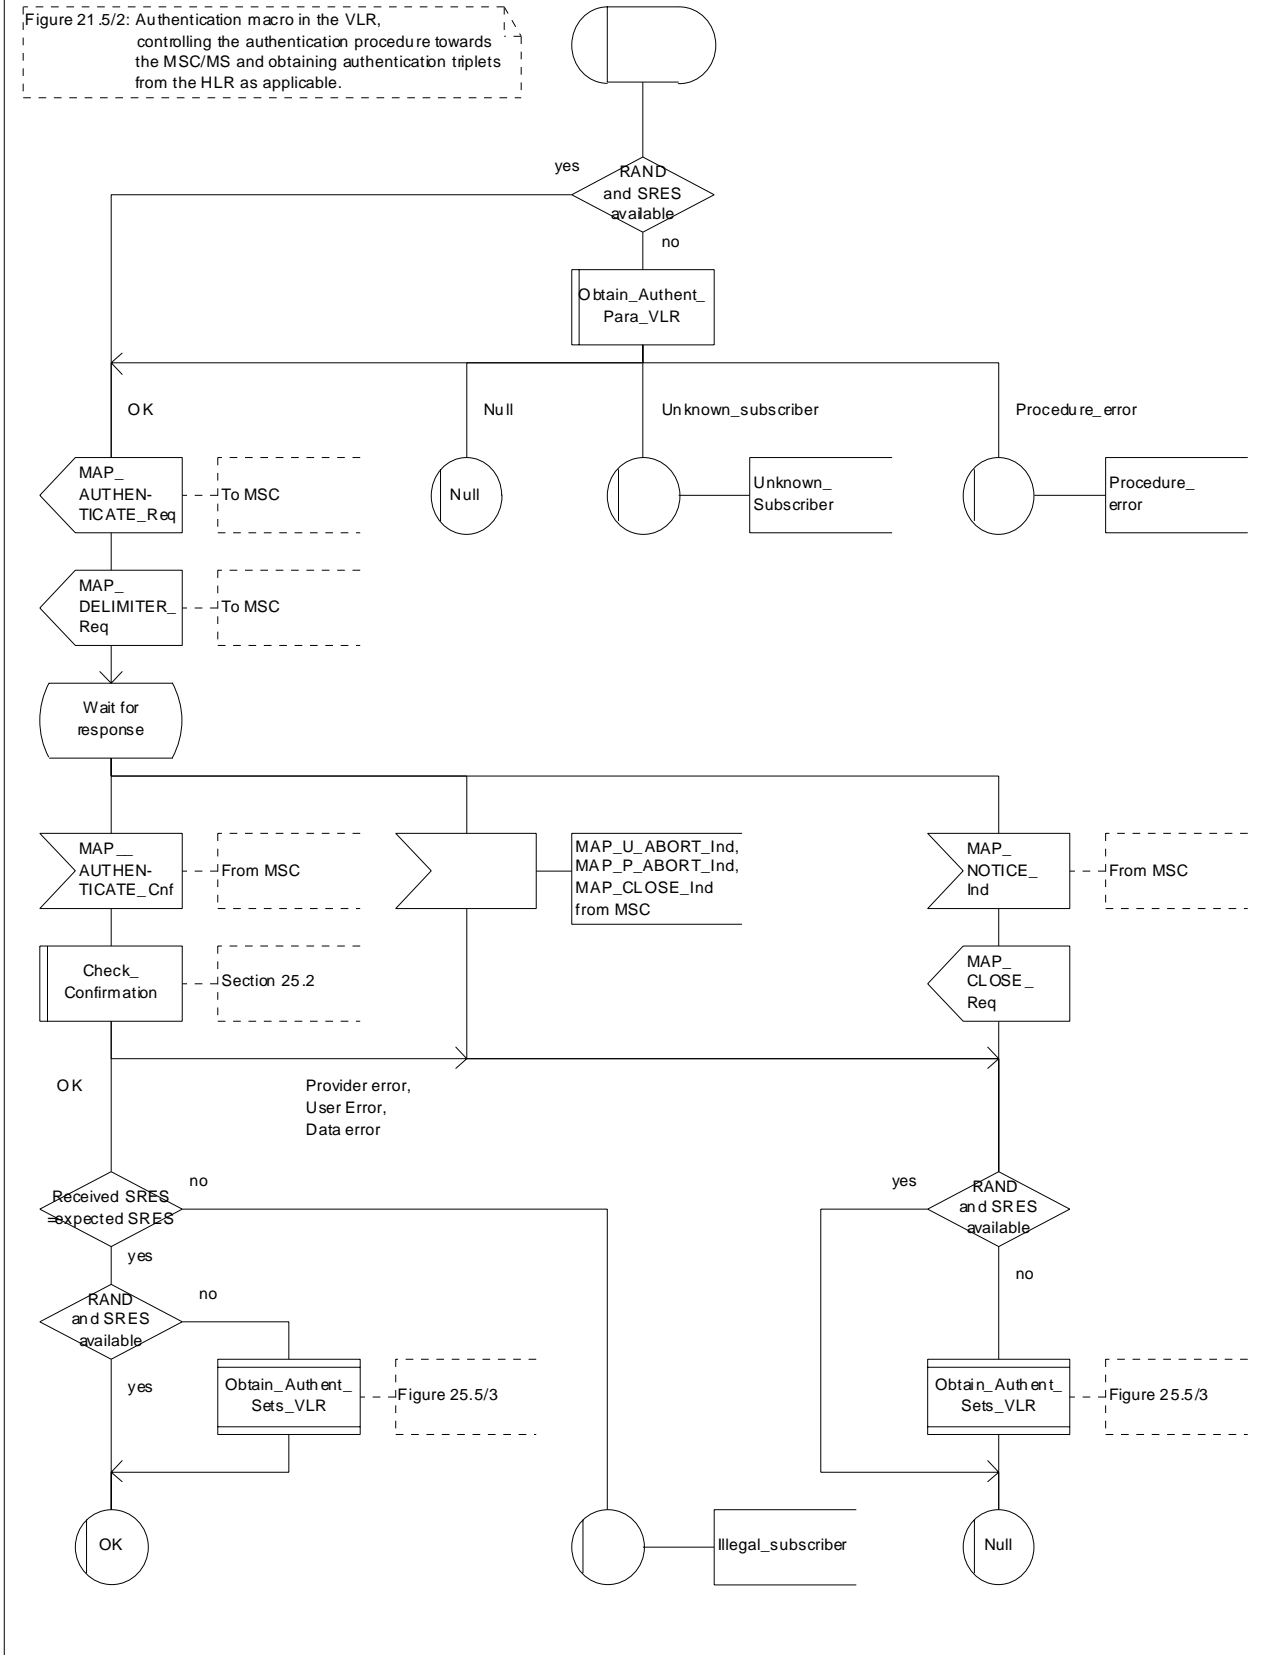 Figure 21.5/2: Authentication macro in the VLR,
controlling the authentication procedure towards
the MSC/MS and obtaining authentication triplets
from the HLR as applicable.
yes
RAND
and SRES
available
no
Obtain_Authent_
Para_VLR
OK
Null
Unknown_subscriber
Procedure_error
MAP_
AUTHEN-
TICATE_Req
To MSC
Null
Unknown_
Subscriber
Procedure_
error
MAP_
DELIMITER_
Req
To MSC
Wait for
response
MAP__
AUTHEN-
TICATE_Cnf
From MSC
MAP_U_ABORT_Ind,
MAP_P_ABORT_Ind,
MAP_CLOSE_Ind
from MSC
MAP_
NOTICE_
Ind
From MSC
Check_
Confirmation
Section 25.2
MAP_
CLOSE_
Req
OK
Provider error,
User Error,
Data error
Received SRES
=expected SRES
no
yes
yes
RAND
and SRES
available
no
RAND
and SRES
available
no
yes
Obtain_Authent_
Sets_VLR
Figure 25.5/3
Obtain_Authent_
Sets_VLR
Figure 25.5/3
OK
Illegal_subscriber
Null